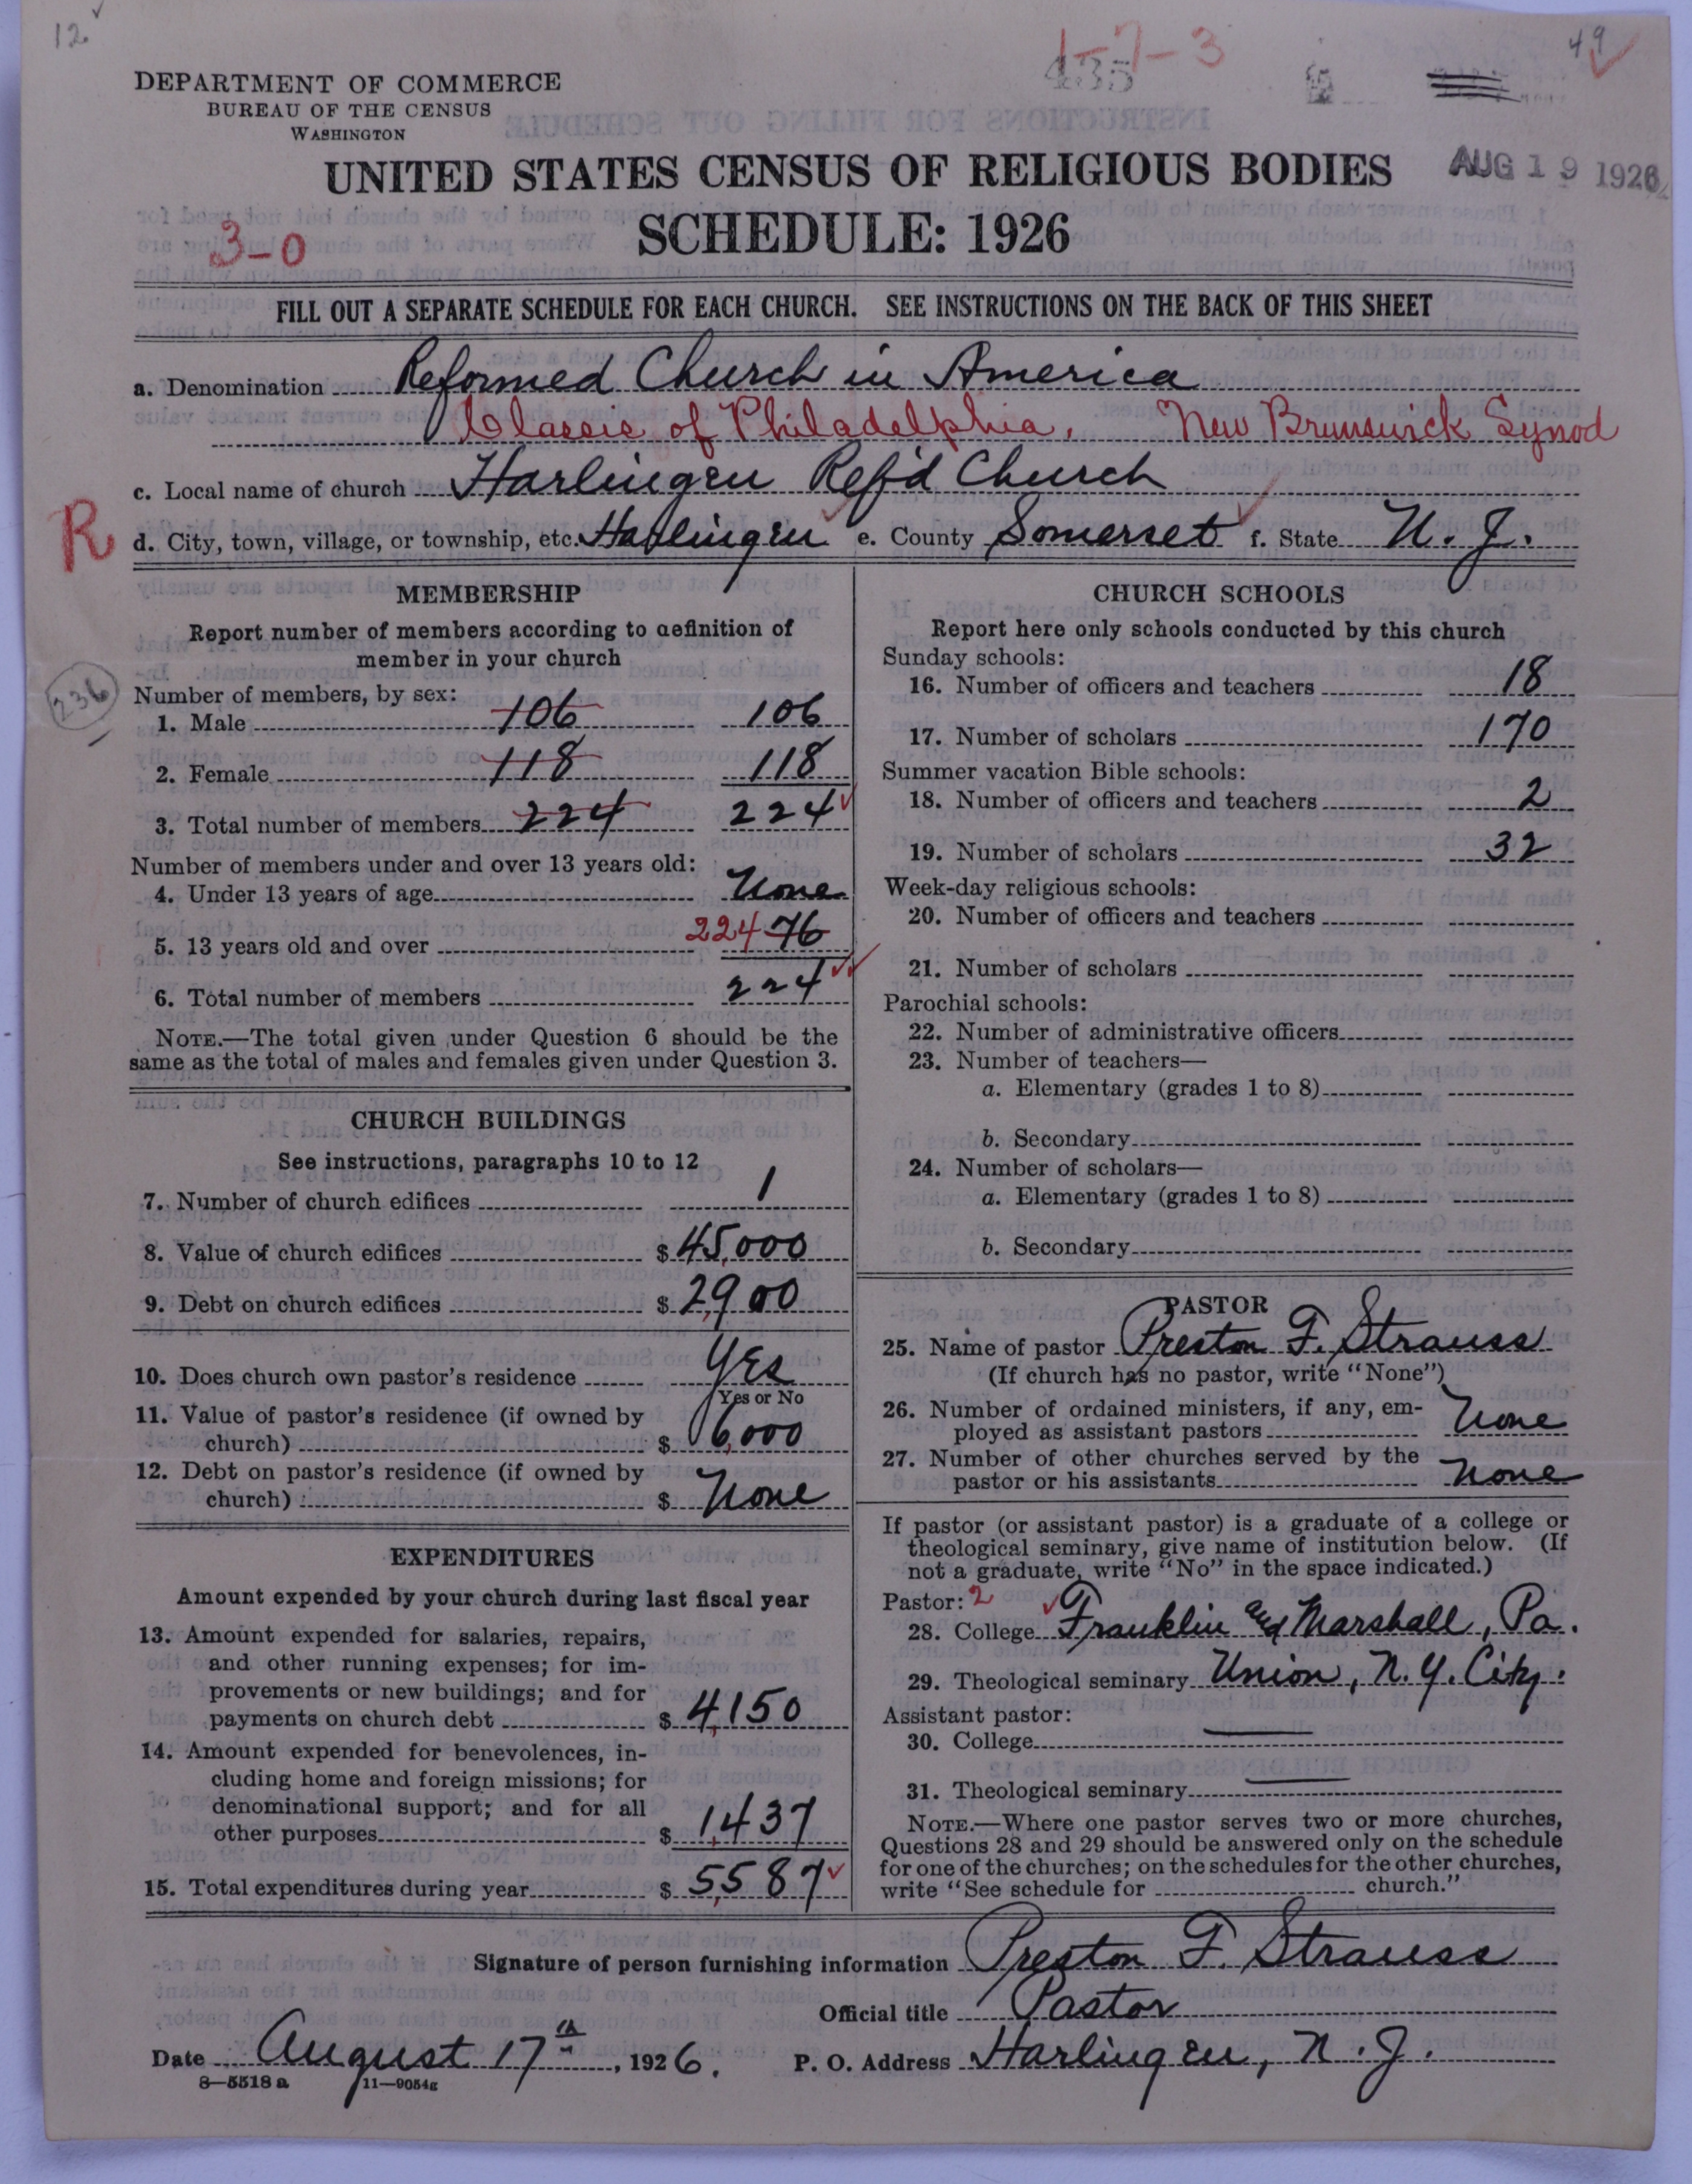 12
1-7-3
49
435
DEPARTMENT OF COMMERCE
BUREAU OF THE CENSUS
WASHINGTON
UNITED STATES CENSUS OF RELIGIOUS BODIES
AUG 19 1926
SCHEDULE: 1926
3-0
FILL OUT A SEPARATE SCHEDULE FOR EACH CHURCH. SEE INSTRUCTIONS ON THE BACK OF THIS SHEET
a. Denomination Reformed Church in America
Classis of Philadelphia, New Brunswick Synod
c. Local name of church Harlingen Ref'd Church
R
d. City, town, village, or township, etc. Harlingen e. County Somerset f. State N. J.
MEMBERSHIP
Report number of members according to definition of
member in your church
236
Number of members, by sex:
1. Male 106 106
2. Female 118 118
3. Total number of members 224 224
Number of members under and over 13 years old:
4. Under 13 years of age None
5. 13 years old and over 224 76
6. Total number of members 224
NOTE.—The total given under Question 6 should be the
same as the total of males and females given under Question 3.
CHURCH BUILDINGS
See instructions, paragraphs 10 to 12
7. Number of church edifices 1
8. Value of church edifices $ 45,000
9. Debt on church edifices $ 2,900
10. Does church own pastor's residence Yes
Yes or No
11. Value of pastor's residence (if owned by
church) $ 6,000
12. Debt on pastor's residence (if owned by
church) $ None
EXPENDITURES
Amount expended by your church during last fiscal year
13. Amount expended for salaries, repairs,
and other running expenses; for im-
provements or new buildings; and for
payments on church debt $ 4,150
14. Amount expended for benevolences, in-
cluding home and foreign missions; for
denominational support; and for all
other purposes $ 1,437
15. Total expenditures during year $ 5,587
CHURCH SCHOOLS
Report here only schools conducted by this church
Sunday schools:
16. Number of officers and teachers 18
17. Number of scholars 170
Summer vacation Bible schools:
18. Number of officers and teachers 2
19. Number of scholars 32
Week-day religious schools:
20. Number of officers and teachers
21. Number of scholars
Parochial schools:
22. Number of administrative officers
23. Number of teachers—
a. Elementary (grades 1 to 8)
b. Secondary
24. Number of scholars—
a. Elementary (grades 1 to 8)
b. Secondary
PASTOR
25. Name of pastor Preston F. Strauss
(If church has no pastor, write "None")
26. Number of ordained ministers, if any, em-
ployed as assistant pastors None
27. Number of other churches served by the
pastor or his assistants None
If pastor (or assistant pastor) is a graduate of a college or
theological seminary, give name of institution below. (If
not a graduate, write "No" in the space indicated.)
Pastor: 2
28. College Franklin and Marshall, Pa.
29. Theological seminary Union, N. Y. City.
Assistant pastor:
30. College
31. Theological seminary
NOTE.—Where one pastor serves two or more churches,
Questions 28 and 29 should be answered only on the schedule
for one of the churches; on the schedules for the other churches,
write "See schedule for church."
Signature of person furnishing information Preston F. Strauss
Official title Pastor
Date August 17th, 1926. P. O. Address Harlingen, N. J.
8—5518 a 11—9054g